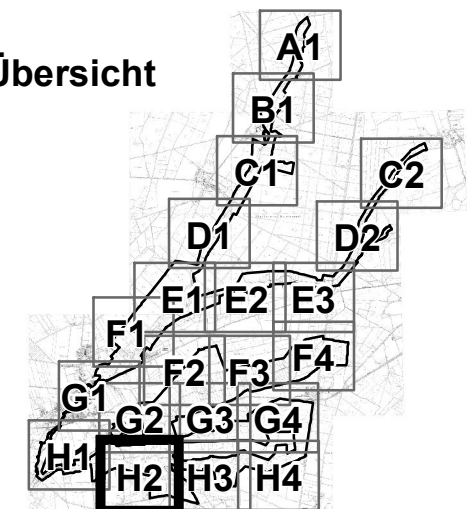 Übersicht
A1
B1
C1 C2
D1 D2
E1 E2 E3
F1 F2 F3 F4
G1 G2 G3 G4
H1 H2 H3 H4